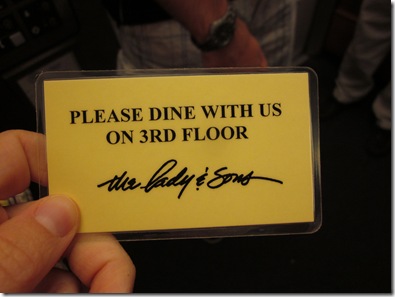 PLEASE DINE WITH US
ON 3RD FLOOR
the Lady & Sons